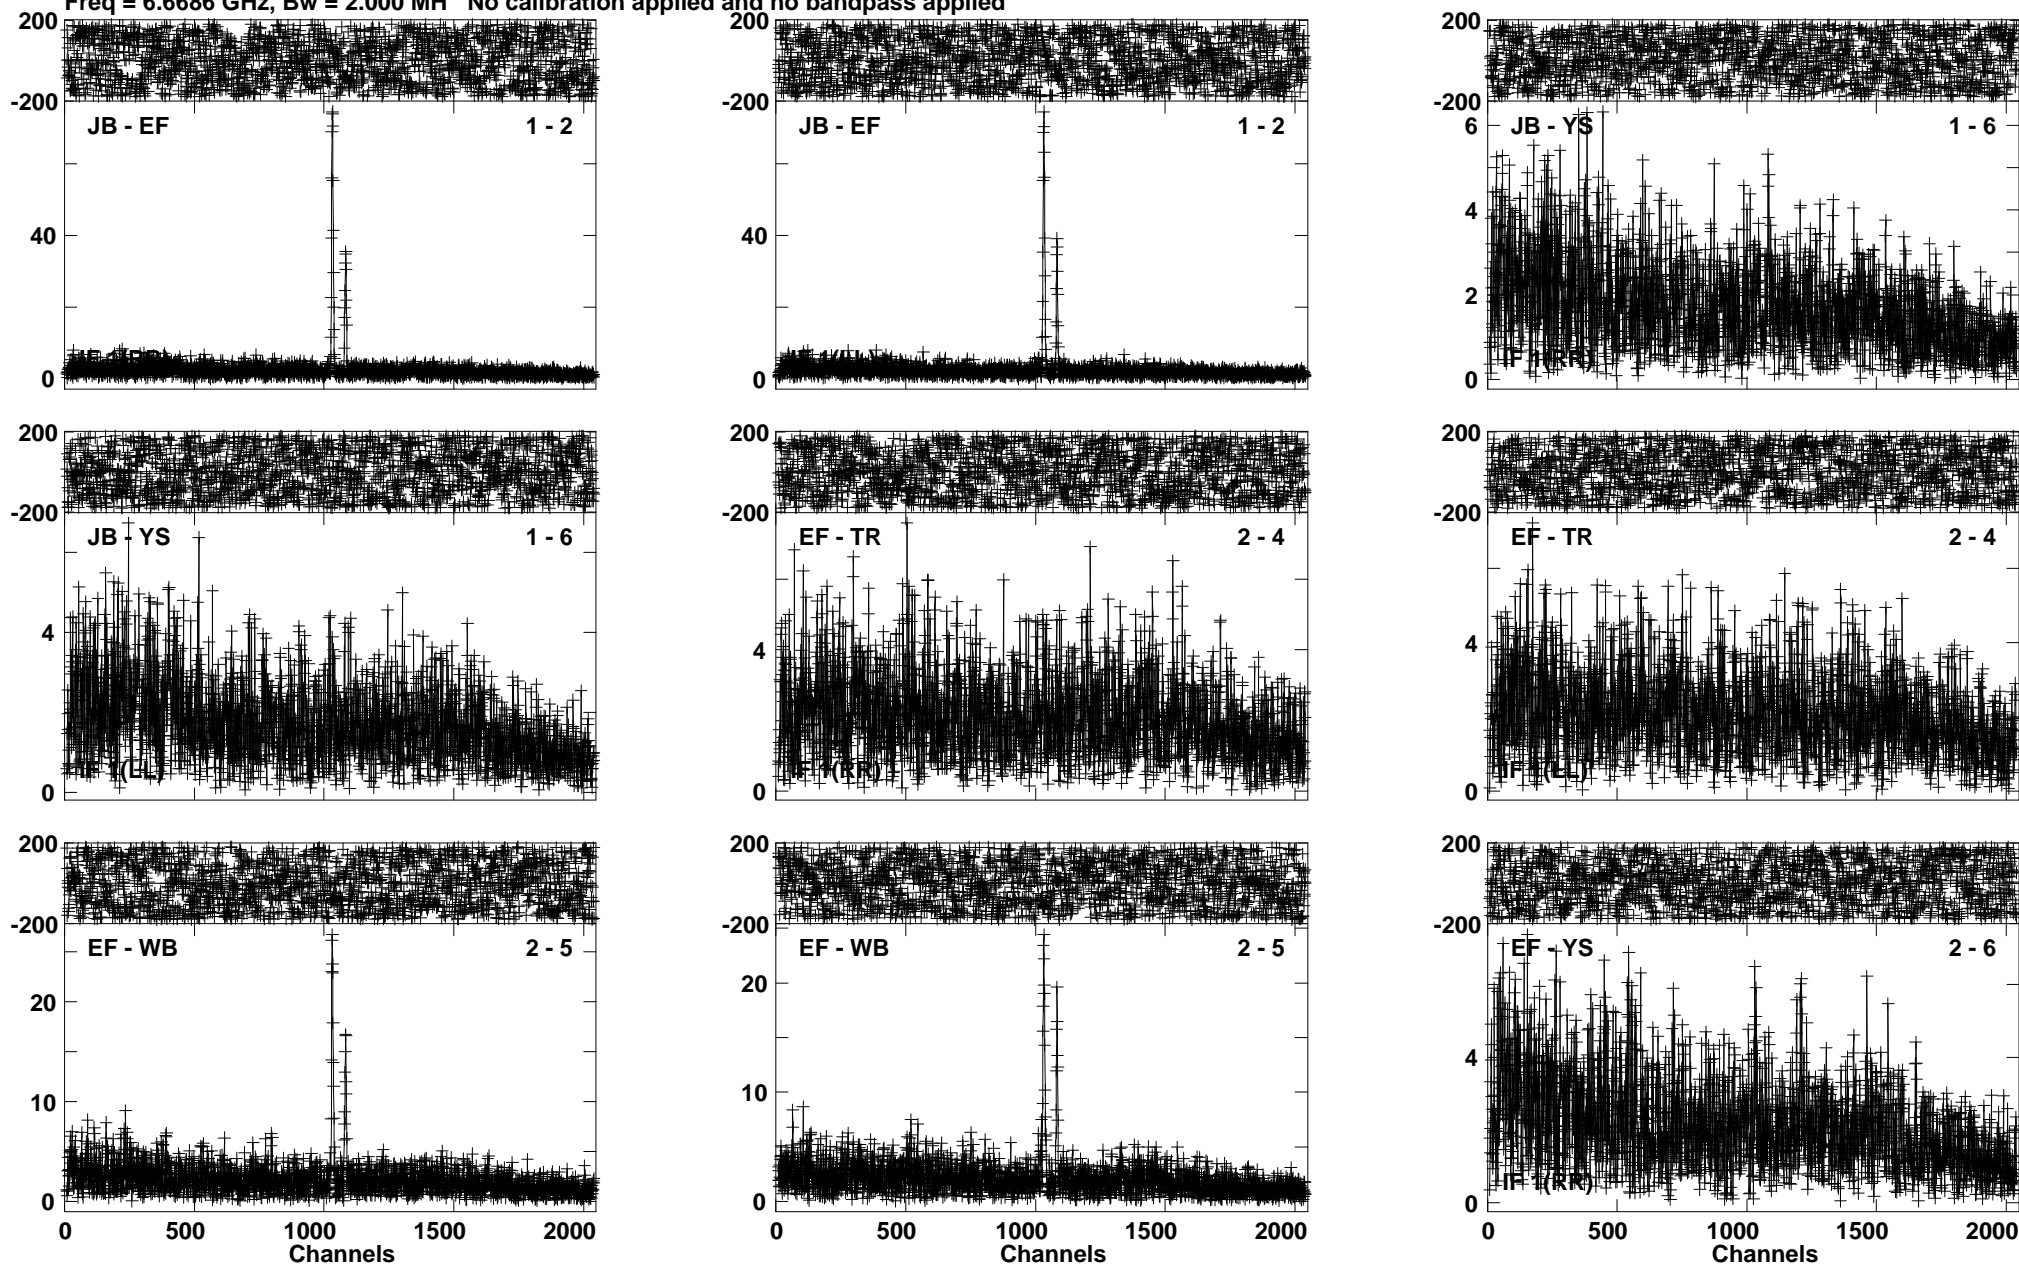 Freq = 6.6686 GHz, Bw = 2.000 MH No calibration applied and no bandpass applied
200
-200
JB - EF 1 - 2
40
0
200
-200
JB - EF 1 - 2
40
0
200
-200
JB - YS 1 - 6
6
4
2
0
IF 1(RR)
200
-200
JB - YS 1 - 6
4
0
IF 1(LL)
200
-200
EF - TR 2 - 4
4
0
IF 1(RR)
200
-200
EF - TR 2 - 4
4
0
IF 1(LL)
200
-200
EF - WB 2 - 5
20
10
0
0 500 1000 1500 2000
Channels
200
-200
EF - WB 2 - 5
20
10
0
0 500 1000 1500 2000
Channels
200
-200
EF - YS 2 - 6
4
0
IF 1(RR)
0 500 1000 1500 2000
Channels